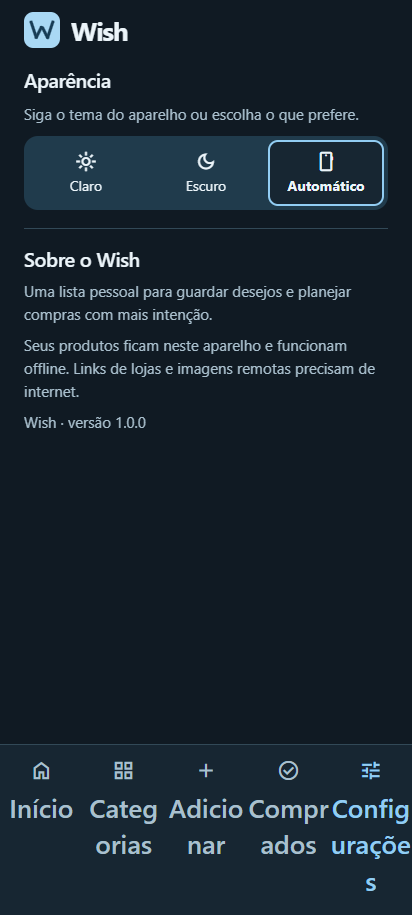 W Wish
Aparência
Siga o tema do aparelho ou escolha o que prefere.
Claro Escuro Automático
Sobre o Wish
Uma lista pessoal para guardar desejos e planejar
compras com mais intenção.
Seus produtos ficam neste aparelho e funcionam
offline. Links de lojas e imagens remotas precisam de
internet.
Wish · versão 1.0.0
Início Categ Adicio Compr Config
orias nar ados uraçõe
s